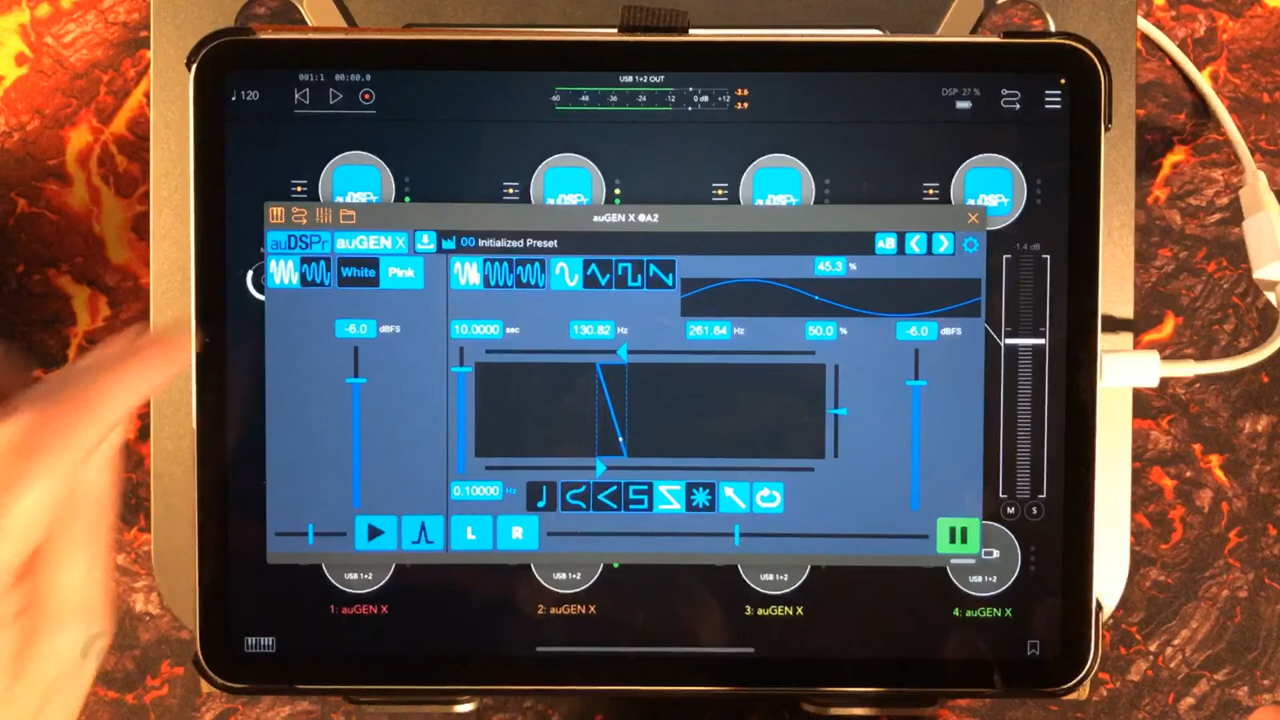 001:1 00:00.0
USB 1+2 OUT
♩ 120
-60 -48 -36 -24 -12 0 dB +12
-3.6
-3.9
DSP: 27 %
auDSPr auDSPr auDSPr auDSPr
auGEN X @A2
auDSPr auGEN X 00 Initialized Preset AB
-1.4 dB
White Pink
45.3 %
-6.0 dBFS 10.0000 sec 130.82 Hz 261.64 Hz 50.0 % -6.0 dBFS
0.10000 Hz
L R
M S
USB 1+2 USB 1+2 USB 1+2 USB 1+2
1: auGEN X 2: auGEN X 3: auGEN X 4: auGEN X